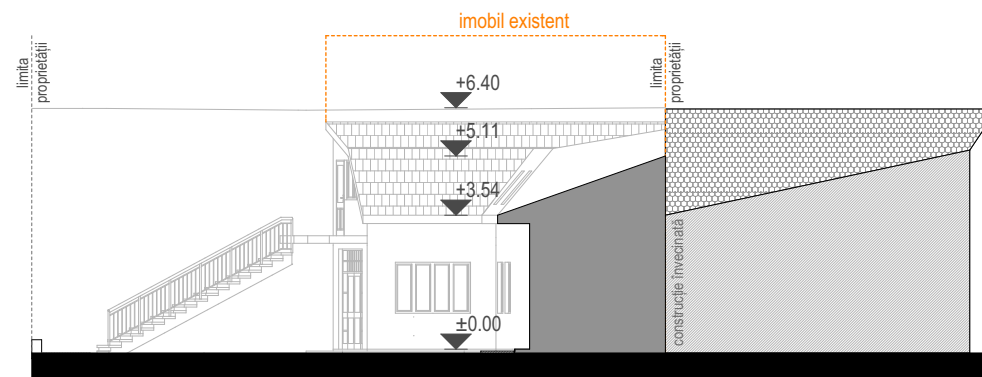 imobil existent
limita
proprietății
limita
proprietății
+6.40
+5.11
+3.54
construcție învecinată
±0.00